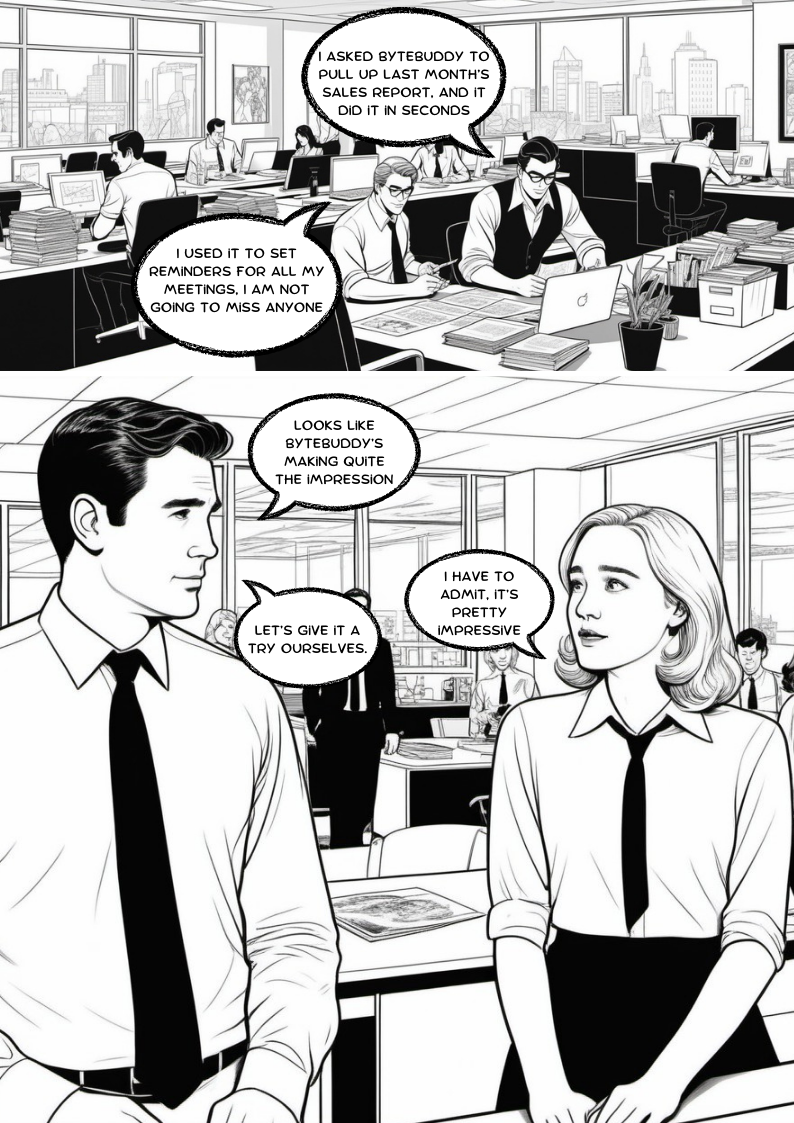 I ASKED BYTEBUDDY TO
PULL UP LAST MONTH'S
SALES REPORT, AND IT
DID IT IN SECONDS
I USED IT TO SET
REMINDERS FOR ALL MY
MEETINGS, I AM NOT
GOING TO MISS ANYONE
LOOKS LIKE
BYTEBUDDY'S
MAKING QUITE
THE IMPRESSION
I HAVE TO
ADMIT, IT'S
PRETTY
IMPRESSIVE
LET'S GIVE IT A
TRY OURSELVES.